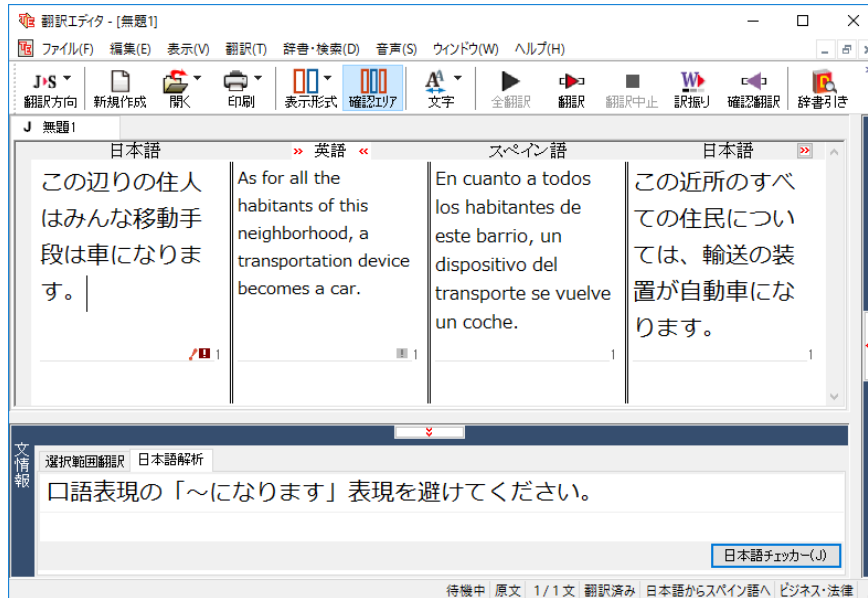 翻訳エディタ - [無題1]
ファイル(F) 編集(E) 表示(V) 翻訳(T) 辞書・検索(D) 音声(S) ウィンドウ(W) ヘルプ(H)
J▸S
翻訳方向 新規作成 開く 印刷 表示形式 確認エリア 文字 全翻訳 翻訳 翻訳中止 訳振り 確認翻訳 辞書引き
J 無題1
日本語 » 英語 « スペイン語 日本語 »
この辺りの住人
はみんな移動手
段は車になりま
す。
1
As for all the
habitants of this
neighborhood, a
transportation device
becomes a car.
1
En cuanto a todos
los habitantes de
este barrio, un
dispositivo del
transporte se vuelve
un coche.
1
この近所のすべ
ての住民につい
ては、輸送の装
置が自動車にな
ります。
1
文情報
選択範囲翻訳 日本語解析
口語表現の「～になります」表現を避けてください。
日本語チェッカー(J)
待機中 原文 1/1文 翻訳済み 日本語からスペイン語へ ビジネス・法律